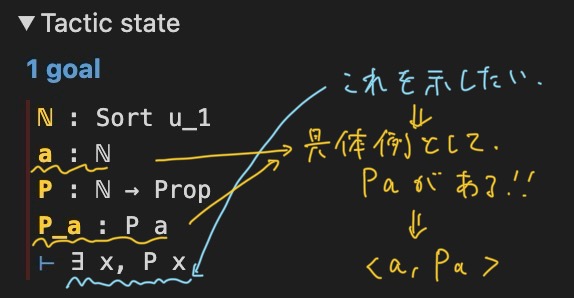 ▼ Tactic state
1 goal
ℕ : Sort u_1
a : ℕ
P : ℕ → Prop
P_a : P a
⊢ ∃ x, P x
これを示したい.
⇓
具体例として、
Pa がある!!
⇓
<a, Pa>